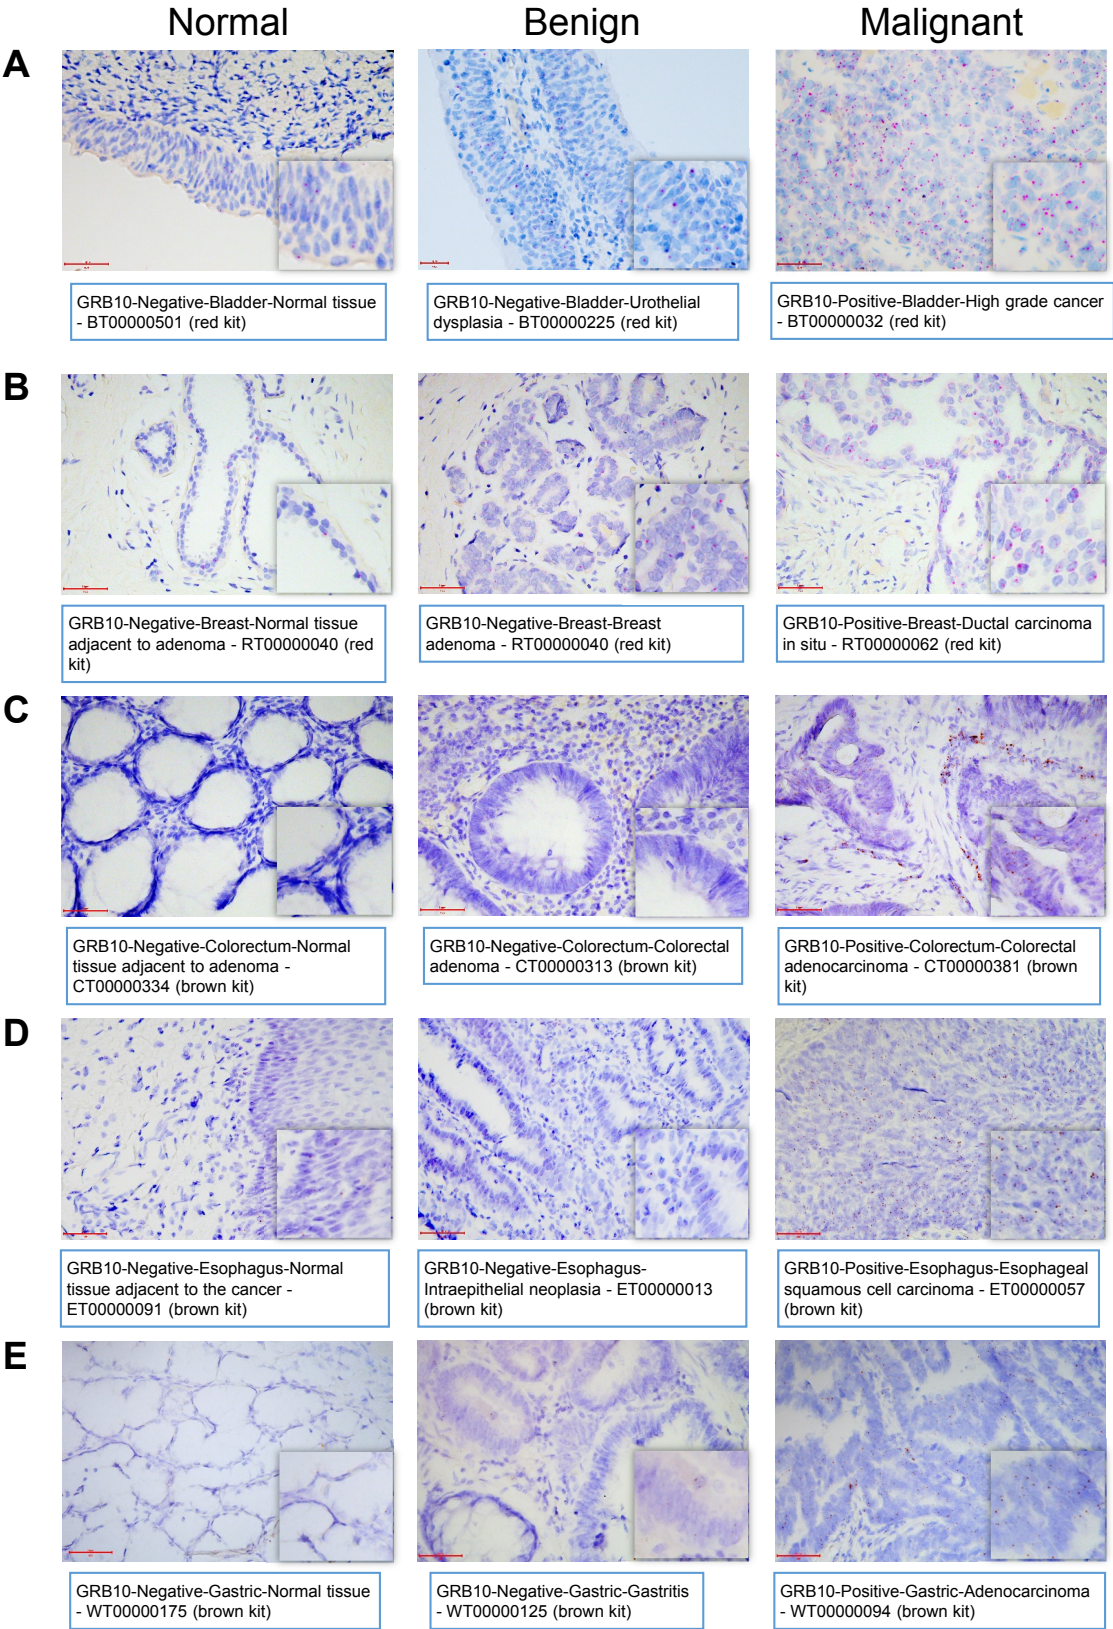 Normal
Benign
Malignant
A
GRB10-Negative-Bladder-Normal tissue
- BT00000501 (red kit)
GRB10-Negative-Bladder-Urothelial
dysplasia - BT00000225 (red kit)
GRB10-Positive-Bladder-High grade cancer
- BT00000032 (red kit)
B
GRB10-Negative-Breast-Normal tissue
adjacent to adenoma - RT00000040 (red
kit)
GRB10-Negative-Breast-Breast
adenoma - RT00000040 (red kit)
GRB10-Positive-Breast-Ductal carcinoma
in situ - RT00000062 (red kit)
C
GRB10-Negative-Colorectum-Normal
tissue adjacent to adenoma -
CT00000334 (brown kit)
GRB10-Negative-Colorectum-Colorectal
adenoma - CT00000313 (brown kit)
GRB10-Positive-Colorectum-Colorectal
adenocarcinoma - CT00000381 (brown
kit)
D
GRB10-Negative-Esophagus-Normal
tissue adjacent to the cancer -
ET00000091 (brown kit)
GRB10-Negative-Esophagus-
Intraepithelial neoplasia - ET00000013
(brown kit)
GRB10-Positive-Esophagus-Esophageal
squamous cell carcinoma - ET00000057
(brown kit)
E
GRB10-Negative-Gastric-Normal tissue
- WT00000175 (brown kit)
GRB10-Negative-Gastric-Gastritis
- WT00000125 (brown kit)
GRB10-Positive-Gastric-Adenocarcinoma
- WT00000094 (brown kit)